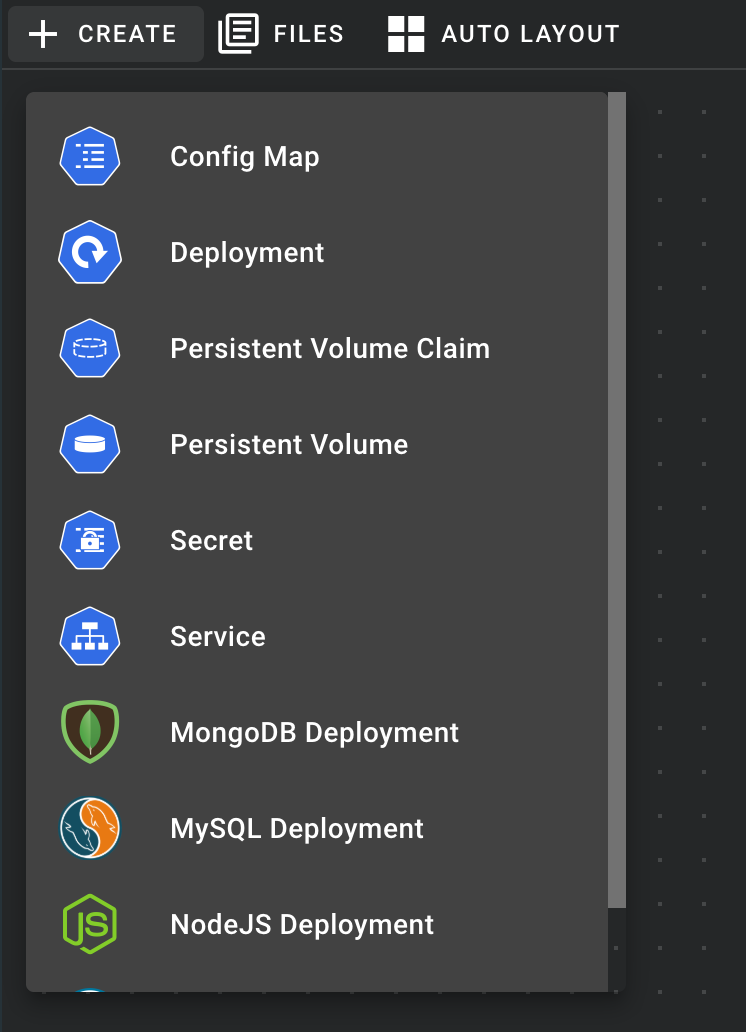 CREATE FILES AUTO LAYOUT
Config Map
Deployment
Persistent Volume Claim
Persistent Volume
Secret
Service
MongoDB Deployment
MySQL Deployment
NodeJS Deployment
JS